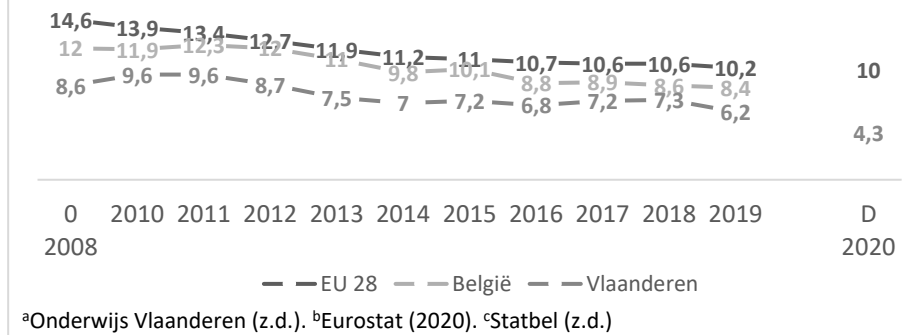 14,6 13,9 13,4 12,7 11,9 11,2 11 10,7 10,6 10,6 10,2 10
12 11,9 12,3 12 11 9,8 10,1 8,8 8,9 8,6 8,4
8,6 9,6 9,6 8,7 7,5 7 7,2 6,8 7,2 7,3 6,2 4,3
0 2010 2011 2012 2013 2014 2015 2016 2017 2018 2019 D
2008 2020
EU 28 België Vlaanderen
ᵃOnderwijs Vlaanderen (z.d.). ᵇEurostat (2020). ᶜStatbel (z.d.)